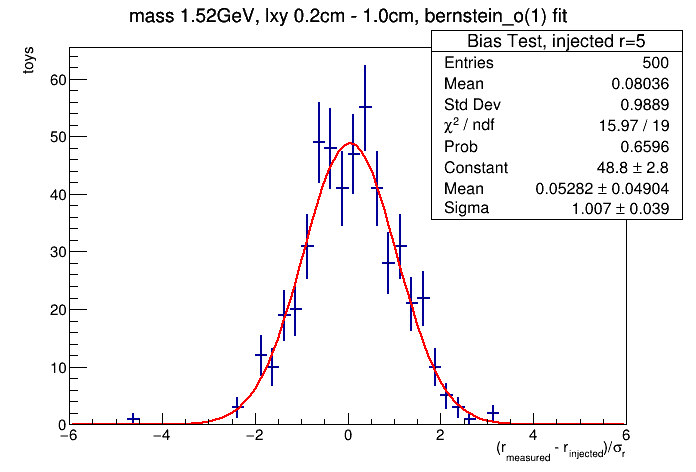 mass 1.52GeV, lxy 0.2cm - 1.0cm, bernstein_o(1) fit
Bias Test, injected r=5
Entries 500
Mean 0.08036
Std Dev 0.9889
χ² / ndf 15.97 / 19
Prob 0.6596
Constant 48.8 ± 2.8
Mean 0.05282 ± 0.04904
Sigma 1.007 ± 0.039
toys
60
50
40
30
20
10
0
−6 −4 −2 0 2 4 6
(r_measured - r_injected)/σ_r